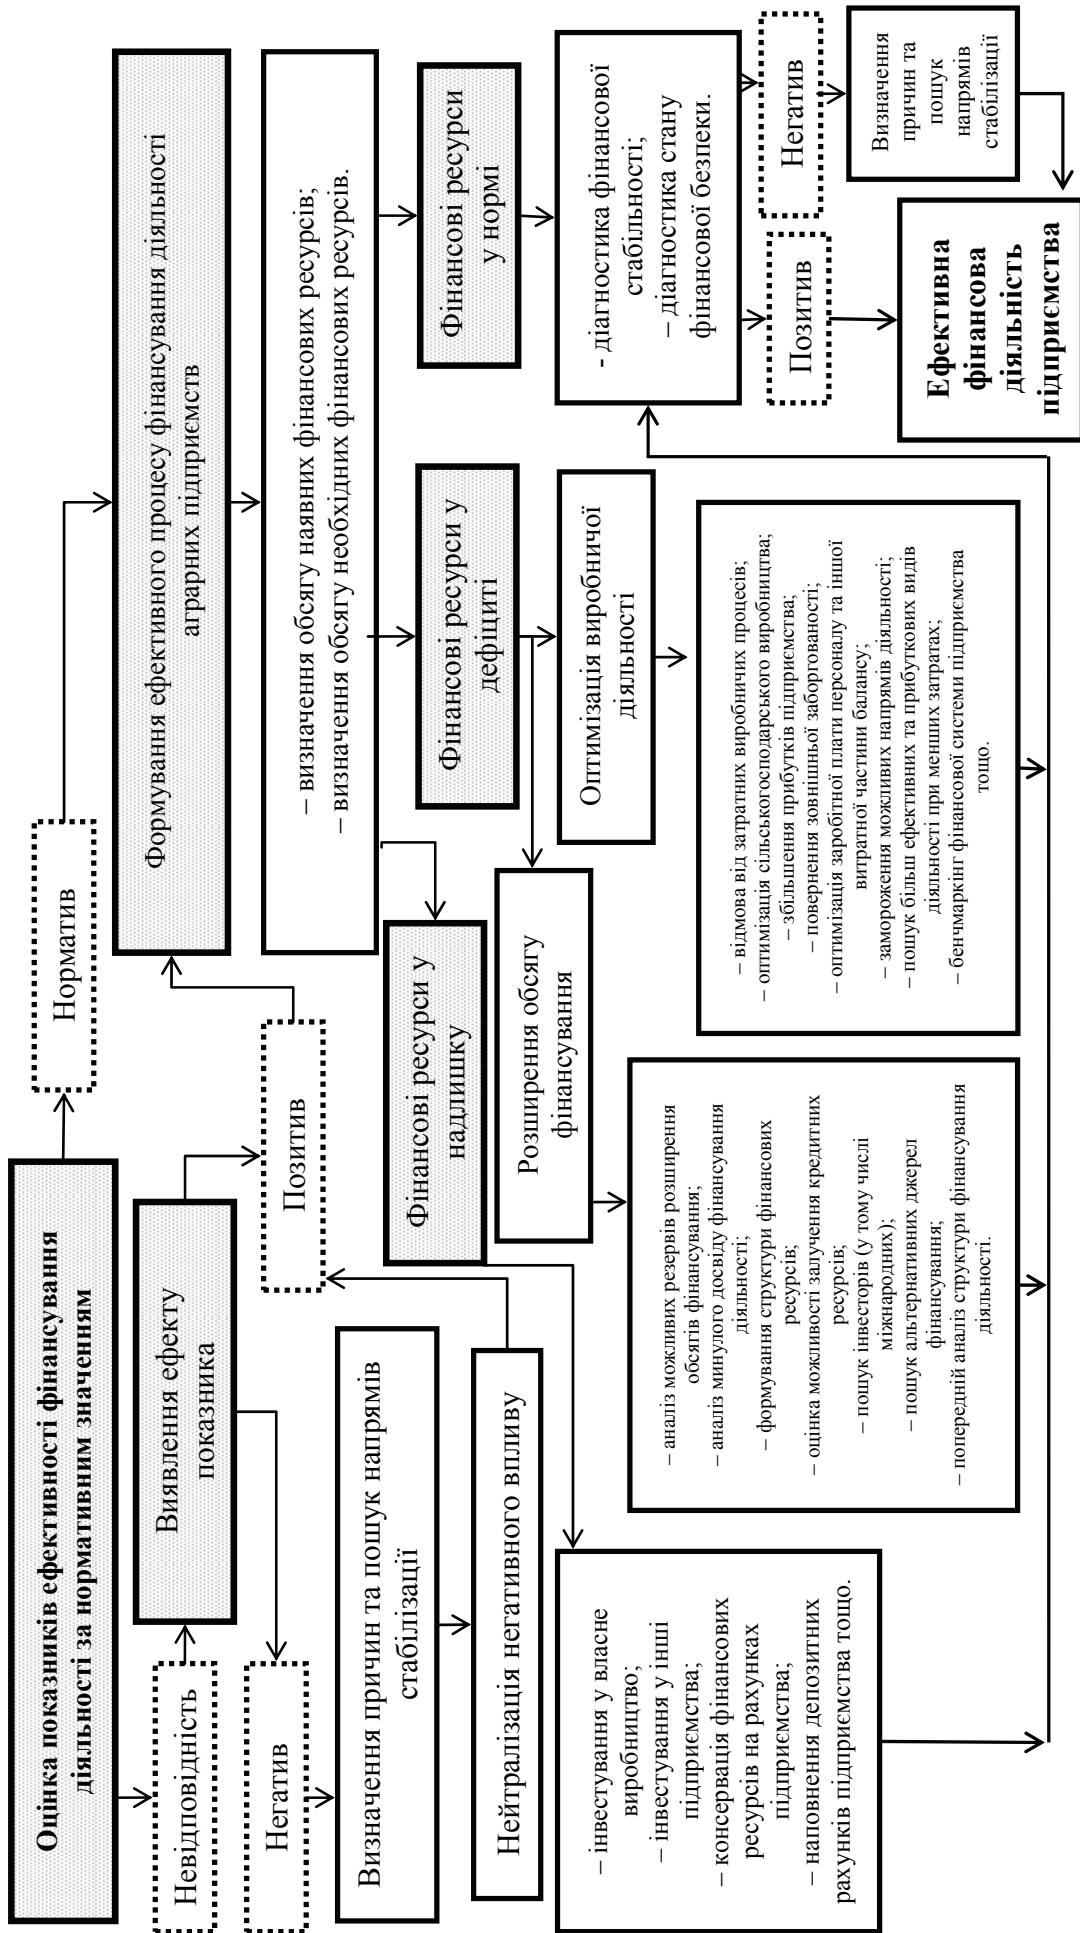 Оцінка показників ефективності фінансування
діяльності за нормативним значенням
Норматив
Невідповідність
Виявлення ефекту
показника
Формування ефективного процесу фінансування діяльності
аграрних підприємств
Негатив
Позитив
– визначення обсягу наявних фінансових ресурсів;
– визначення обсягу необхідних фінансових ресурсів.
Визначення причин та пошук напрямів
стабілізації
Фінансові ресурси у
надлишку
Фінансові ресурси у
дефіциті
Фінансові ресурси
у нормі
Нейтралізація негативного впливу
Розширення обсягу
фінансування
Оптимізація виробничої
діяльності
- діагностика фінансової
стабільності;
– діагностика стану
фінансової безпеки.
– інвестування у власне
виробництво;
– інвестування у інші
підприємства;
– консервація фінансових
ресурсів на рахунках
підприємства;
– наповнення депозитних
рахунків підприємства тощо.
– аналіз можливих резервів розширення
обсягів фінансування;
– аналіз минулого досвіду фінансування
діяльності;
– формування структури фінансових
ресурсів;
– оцінка можливості залучення кредитних
ресурсів;
– пошук інвесторів (у тому числі
міжнародних);
– пошук альтернативних джерел
фінансування;
– попередній аналіз структури фінансування
діяльності.
– відмова від затратних виробничих процесів;
– оптимізація сільськогосподарського виробництва;
– збільшення прибутків підприємства;
– повернення зовнішньої заборгованості;
– оптимізація заробітної плати персоналу та іншої
витратної частини балансу;
– замороження можливих напрямів діяльності;
– пошук більш ефективних та прибуткових видів
діяльності при менших затратах;
– бенчмаркінг фінансової системи підприємства
тощо.
Позитив
Негатив
Ефективна
фінансова
діяльність
підприємства
Визначення
причин та
пошук
напрямів
стабілізації